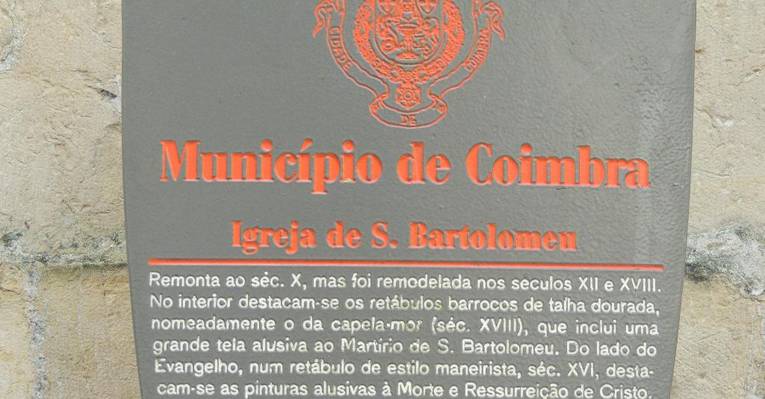 CIDADE DE COIMBRA
Município de Coimbra
Igreja de S. Bartolomeu
Remonta ao séc. X, mas foi remodelada nos seculos XII e XVIII.
No interior destacam-se os retábulos barrocos de talha dourada,
nomeadamente o da capela-mor (séc. XVIII), que inclui uma
grande tela alusiva ao Martírio de S. Bartolomeu. Do lado do
Evangelho, num retábulo de estilo maneirista, séc. XVI, desta-
cam-se as pinturas alusivas à Morte e Ressurreição de Cristo.